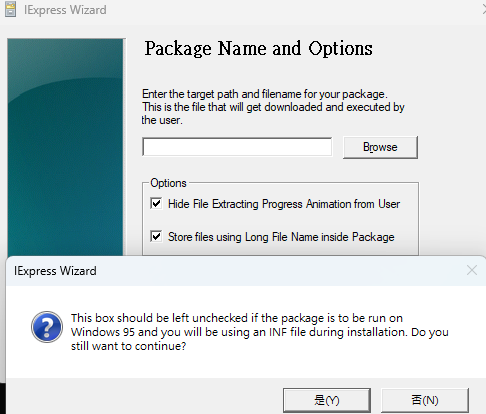 IExpress Wizard
Package Name and Options
Enter the target path and filename for your package.
This is the file that will get downloaded and executed by
the user.
Browse
Options
Hide File Extracting Progress Animation from User
Store files using Long File Name inside Package
IExpress Wizard
This box should be left unchecked if the package is to be run on
Windows 95 and you will be using an INF file during installation. Do you
still want to continue?
是(Y)
否(N)